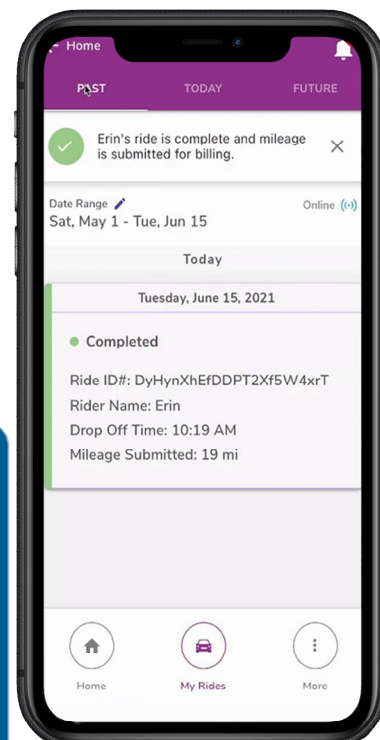 Home
PAST TODAY FUTURE
Erin's ride is complete and mileage
is submitted for billing.
Date Range Online
Sat, May 1 - Tue, Jun 15
Today
Tuesday, June 15, 2021
Completed
Ride ID#: DyHynXhEfDDPT2Xf5W4xrT
Rider Name: Erin
Drop Off Time: 10:19 AM
Mileage Submitted: 19 mi
Home My Rides More